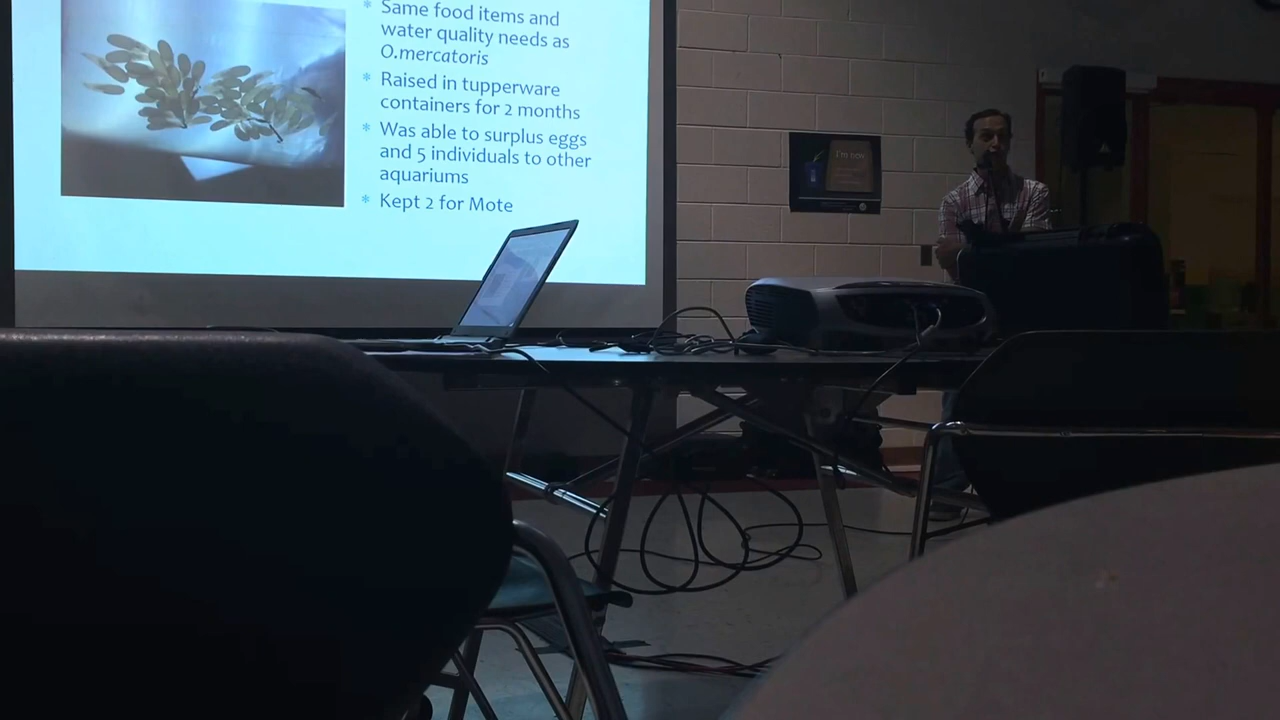 * Same food items and
water quality needs as
O.mercatoris
* Raised in tupperware
containers for 2 months
* Was able to surplus eggs
and 5 individuals to other
aquariums
* Kept 2 for Mote
I'm now